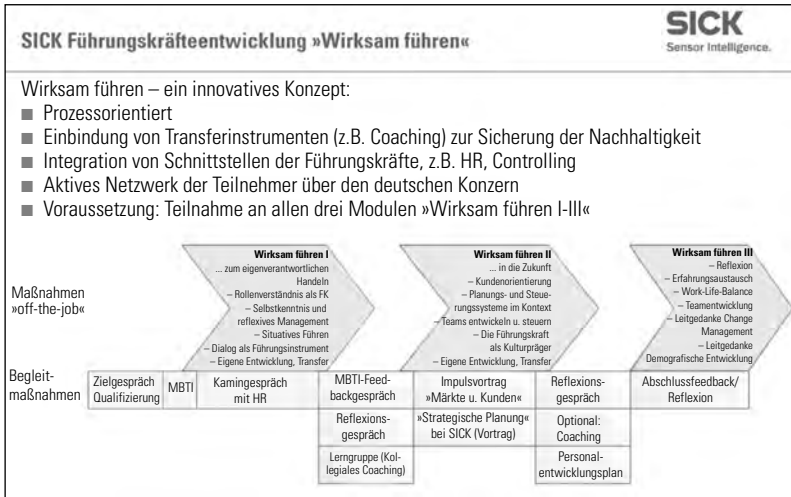 SICK Führungskräfteentwicklung »Wirksam führen«
SICK
Sensor Intelligence.
Wirksam führen – ein innovatives Konzept:
■ Prozessorientiert
■ Einbindung von Transferinstrumenten (z.B. Coaching) zur Sicherung der Nachhaltigkeit
■ Integration von Schnittstellen der Führungskräfte, z.B. HR, Controlling
■ Aktives Netzwerk der Teilnehmer über den deutschen Konzern
■ Voraussetzung: Teilnahme an allen drei Modulen »Wirksam führen I-III«
Maßnahmen
»off-the-job«
Wirksam führen I
... zum eigenverantwortlichen
Handeln
– Rollenverständnis als FK
– Selbstkenntnis und
reflexives Management
– Situatives Führen
– Dialog als Führungsinstrument
– Eigene Entwicklung, Transfer
Wirksam führen II
... in die Zukunft
– Kundenorientierung
– Planungs- und Steue-
rungssysteme im Kontext
– Teams entwickeln u. steuern
– Die Führungskraft
als Kulturpräger
– Eigene Entwicklung, Transfer
Wirksam führen III
– Reflexion
– Erfahrungsaustausch
– Work-Life-Balance
– Teamentwicklung
– Leitgedanke Change
Management
– Leitgedanke
Demografische Entwicklung
Begleit-
maßnahmen
Zielgespräch
Qualifizierung
MBTI
Kamingespräch
mit HR
MBTI-Feed-
backgespräch
Reflexions-
gespräch
Lerngruppe (Kol-
legiales Coaching)
Impulsvortrag
»Märkte u. Kunden«
»Strategische Planung«
bei SICK (Vortrag)
Reflexions-
gespräch
Optional:
Coaching
Personal-
entwicklungsplan
Abschlussfeedback/
Reflexion